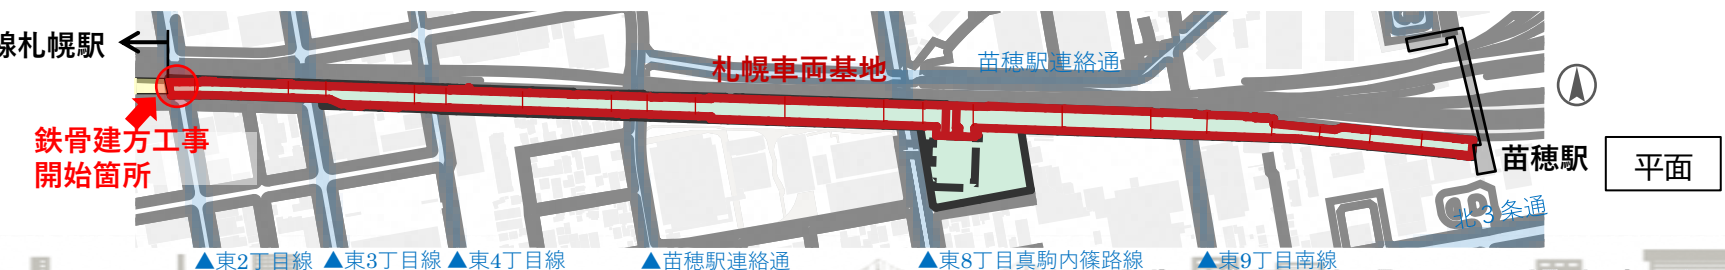 線札幌駅
札幌車両基地
苗穂駅連絡通
鉄骨建方工事
開始箇所
苗穂駅
平面
北3条通
▲東2丁目線
▲東3丁目線
▲東4丁目線
▲苗穂駅連絡通
▲東8丁目真駒内篠路線
▲東9丁目南線